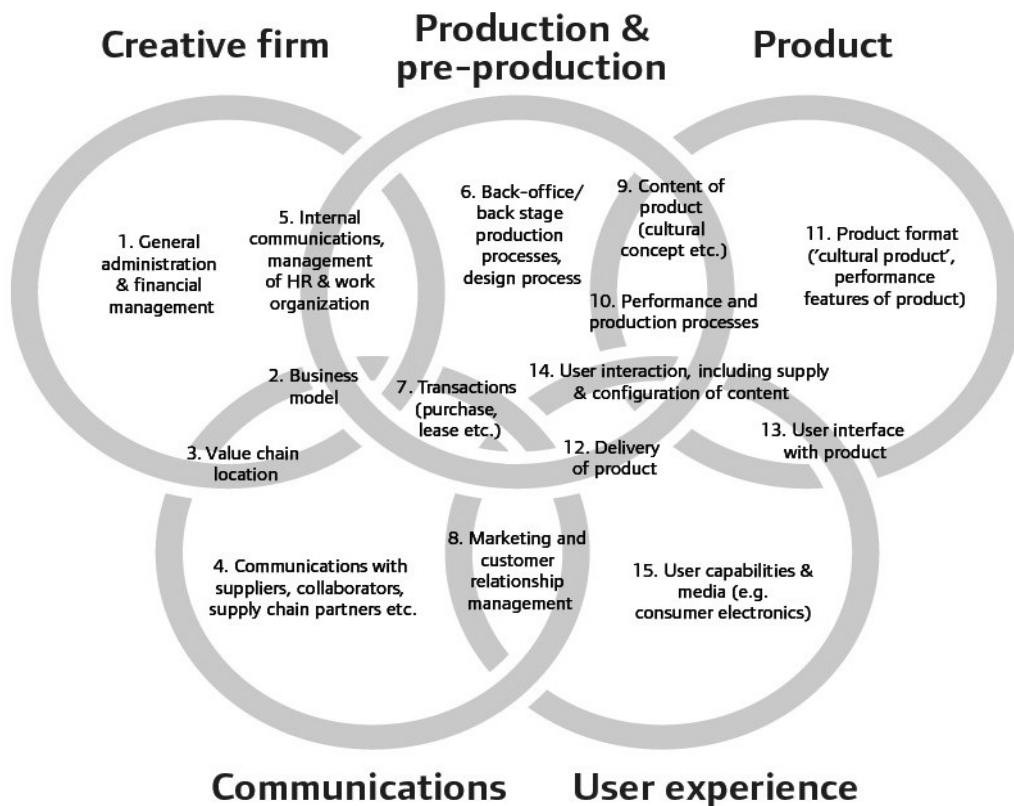 Creative firm
Production &
pre-production
Product
1. General
administration
& financial
management
5. Internal
communications,
management
of HR & work
organization
6. Back-office/
back stage
production
processes,
design process
9. Content of
product
(cultural
concept etc.)
10. Performance and
production processes
11. Product format
(‘cultural product’,
performance
features of product)
2. Business
model
7. Transactions
(purchase,
lease etc.)
14. User interaction, including supply
& configuration of content
3. Value chain
location
12. Delivery
of product
13. User interface
with product
4. Communications with
suppliers, collaborators,
supply chain partners etc.
8. Marketing and
customer
relationship
management
15. User capabilities &
media (e.g.
consumer electronics)
Communications
User experience